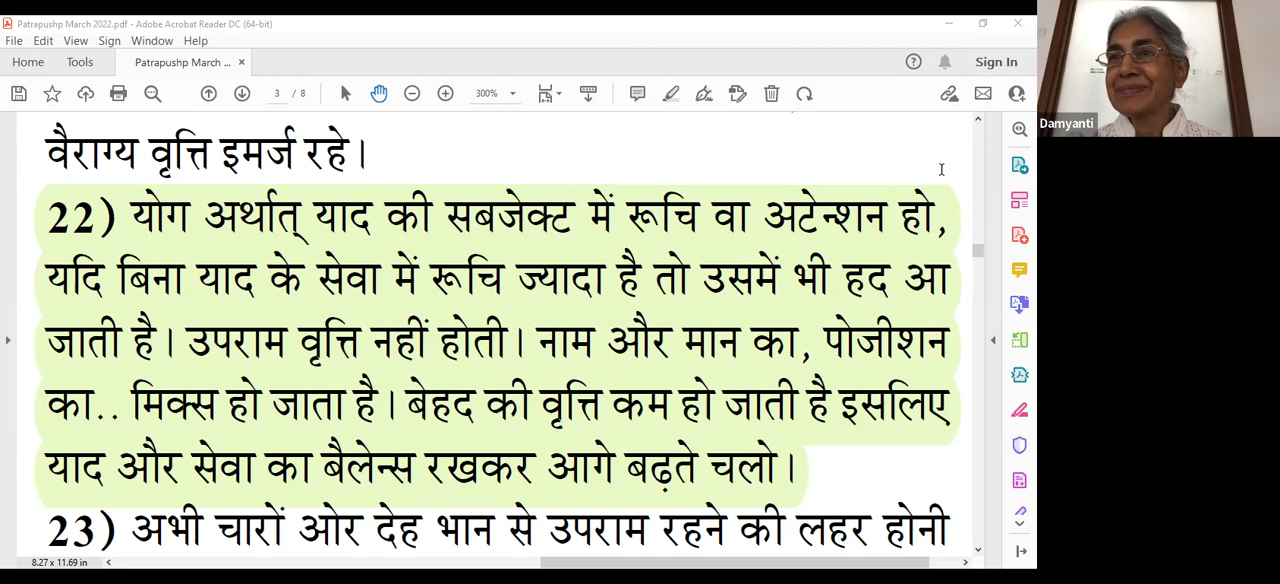 Patrapushp March 2022.pdf - Adobe Acrobat Reader DC (64-bit)
File Edit View Sign Window Help
Home Tools Patrapushp March ... × Sign In
3 / 8 300%
Damyanti
वैराग्य वृत्ति इमर्ज रहे।
22) योग अर्थात् याद की सबजेक्ट में रूचि वा अटेन्शन हो,
यदि बिना याद के सेवा में रूचि ज्यादा है तो उसमें भी हद आ
जाती है। उपराम वृत्ति नहीं होती। नाम और मान का, पोजीशन
का.. मिक्स हो जाता है। बेहद की वृत्ति कम हो जाती है इसलिए
याद और सेवा का बैलेन्स रखकर आगे बढ़ते चलो।
23) अभी चारों ओर देह भान से उपराम रहने की लहर होनी
8.27 x 11.69 in